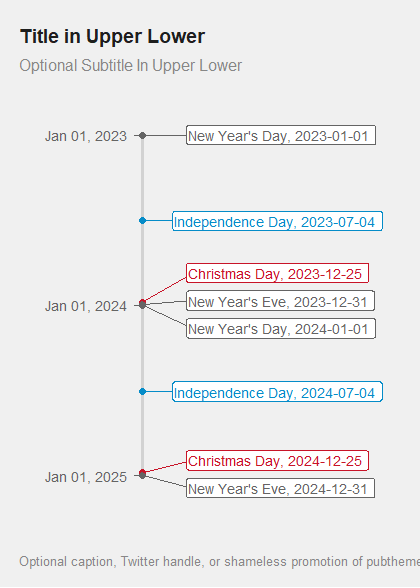 Title in Upper Lower
Optional Subtitle In Upper Lower
Jan 01, 2023
New Year's Day, 2023-01-01
Independence Day, 2023-07-04
Christmas Day, 2023-12-25
New Year's Eve, 2023-12-31
Jan 01, 2024
New Year's Day, 2024-01-01
Independence Day, 2024-07-04
Christmas Day, 2024-12-25
Jan 01, 2025
New Year's Eve, 2024-12-31
Optional caption, Twitter handle, or shameless promotion of pubtheme